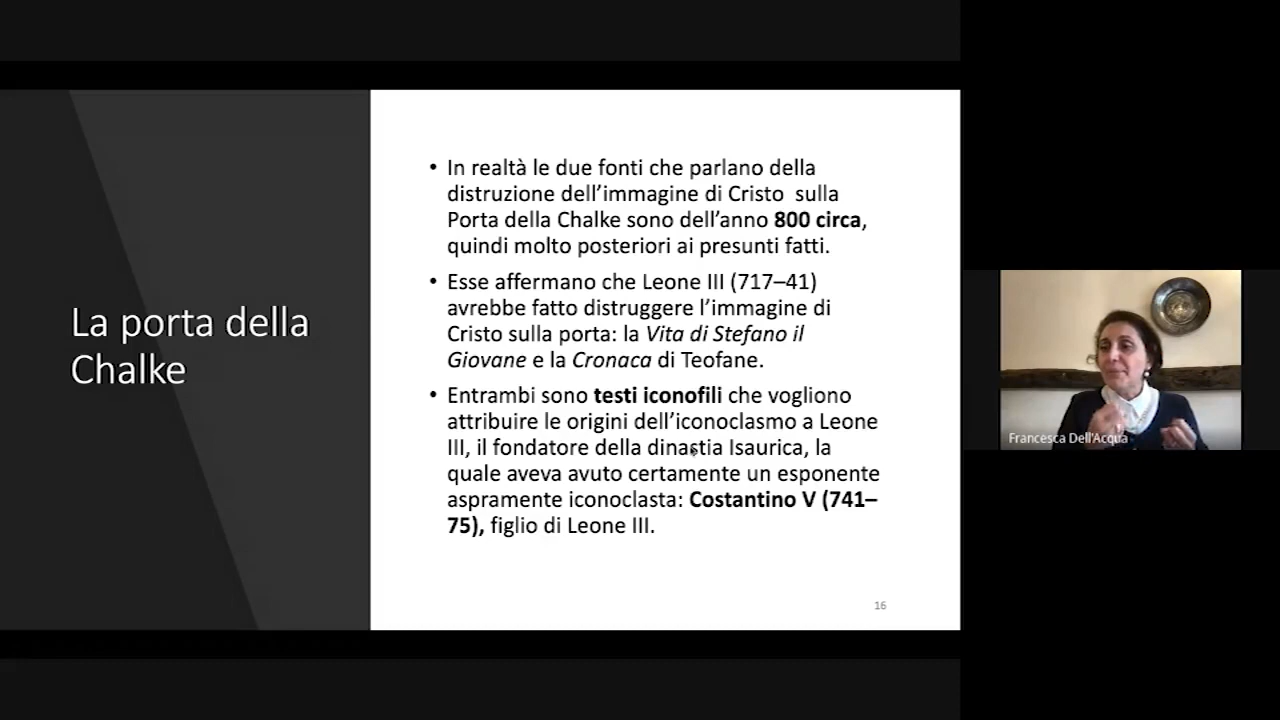 La porta della
Chalke
• In realtà le due fonti che parlano della
distruzione dell’immagine di Cristo  sulla
Porta della Chalke sono dell’anno 800 circa,
quindi molto posteriori ai presunti fatti.
• Esse affermano che Leone III (717–41)
avrebbe fatto distruggere l’immagine di
Cristo sulla porta: la Vita di Stefano il
Giovane e la Cronaca di Teofane.
• Entrambi sono testi iconofili che vogliono
attribuire le origini dell’iconoclasmo a Leone
III, il fondatore della dinastia Isaurica, la
quale aveva avuto certamente un esponente
aspramente iconoclasta: Costantino V (741–
75), figlio di Leone III.
16
Francesca Dell'Acqua